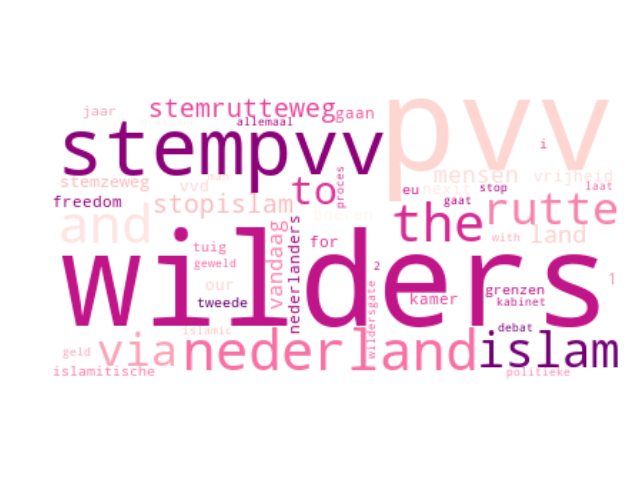 jaar stemrutteweg gaan pvv
allemaal
stempvv i
stemzeweg vvd man to proces mensen vrijheid
eu nexit stop laat
freedom stopislam gaat rutte
and boeren the
tuig vandaag nederlanders for with land
wilders
geweld 2
our 1
tweede wildersgate kamer grenzen
kabinet
islamic debat
geld via nederland islam
islamitische politieke